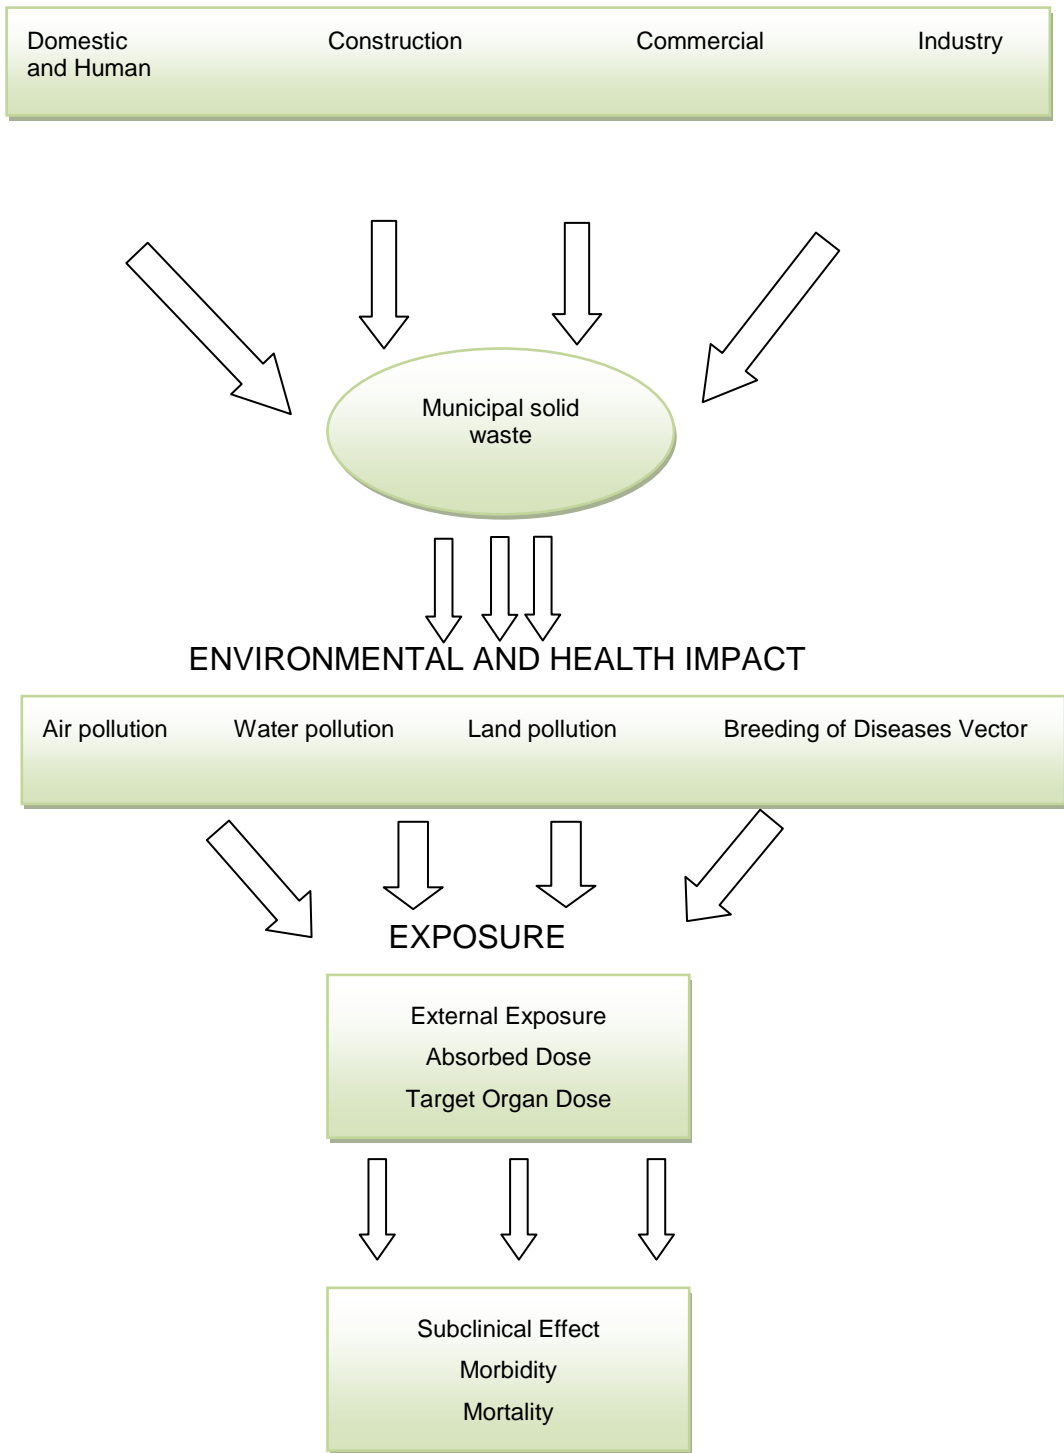 Domestic and Human
Construction
Commercial
Industry
Municipal solid
waste
ENVIRONMENTAL AND HEALTH IMPACT
Air pollution
Water pollution
Land pollution
Breeding of Diseases Vector
EXPOSURE
External Exposure
Absorbed Dose
Target Organ Dose
Subclinical Effect
Morbidity
Mortality